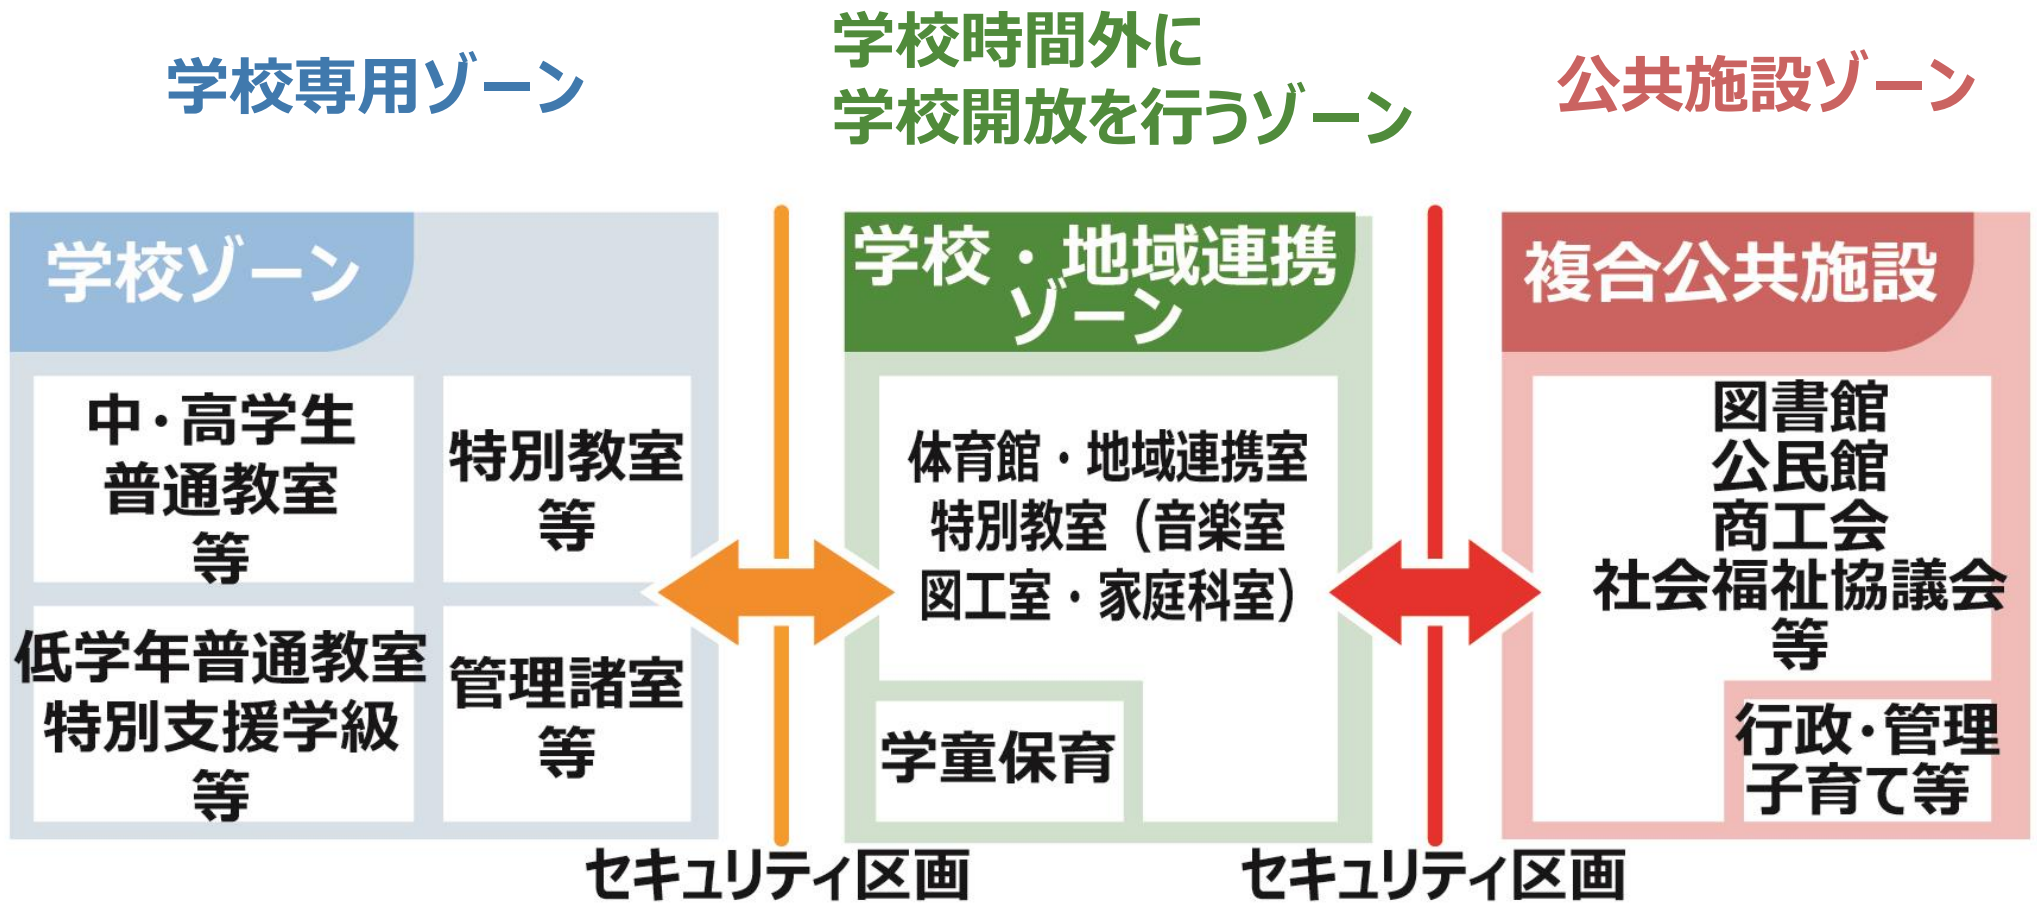 学校専用ゾーン
学校時間外に
学校開放を行うゾーン
公共施設ゾーン
学校ゾーン
中・高学生
普通教室
等
特別教室
等
低学年普通教室
特別支援学級
等
管理諸室
等
学校・地域連携
ゾーン
体育館・地域連携室
特別教室（音楽室
図工室・家庭科室）
学童保育
複合公共施設
図書館
公民館
商工会
社会福祉協議会
等
行政・管理
子育て等
セキュリティ区画
セキュリティ区画